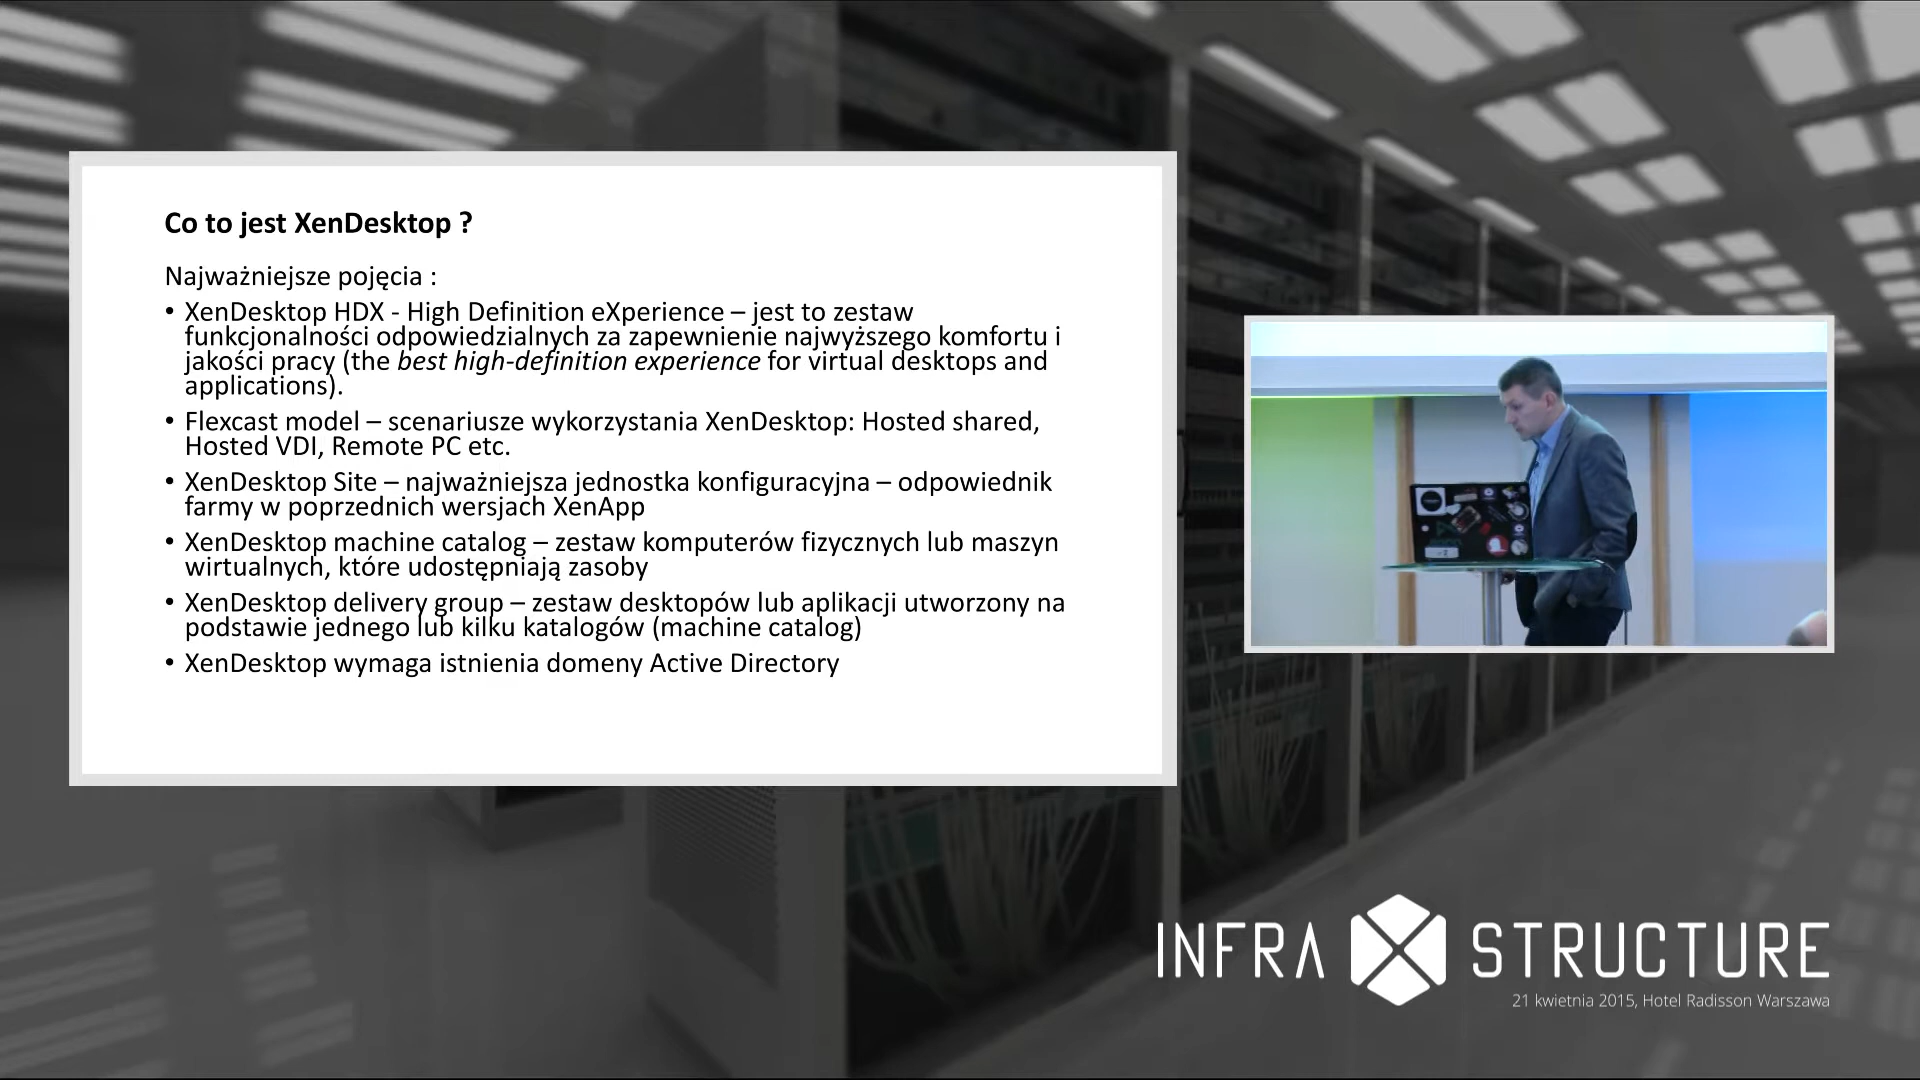 Co to jest XenDesktop ?
Najważniejsze pojęcia :
• XenDesktop HDX - High Definition eXperience – jest to zestaw
funkcjonalności odpowiedzialnych za zapewnienie najwyższego komfortu i
jakości pracy (the best high-definition experience for virtual desktops and
applications).
• Flexcast model – scenariusze wykorzystania XenDesktop: Hosted shared,
Hosted VDI, Remote PC etc.
• XenDesktop Site – najważniejsza jednostka konfiguracyjna – odpowiednik
farmy w poprzednich wersjach XenApp
• XenDesktop machine catalog – zestaw komputerów fizycznych lub maszyn
wirtualnych, które udostępniają zasoby
• XenDesktop delivery group – zestaw desktopów lub aplikacji utworzony na
podstawie jednego lub kilku katalogów (machine catalog)
• XenDesktop wymaga istnienia domeny Active Directory
INFRA STRUCTURE
21 kwietnia 2015, Hotel Radisson Warszawa